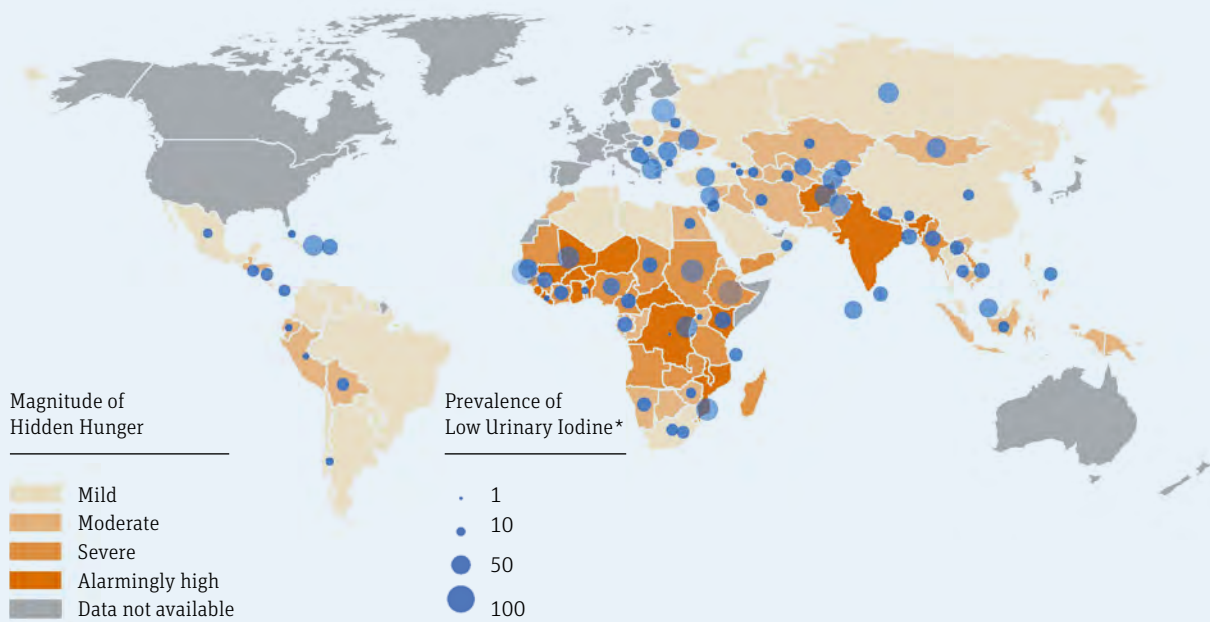 Magnitude of
Hidden Hunger
Mild
Moderate
Severe
Alarmingly high
Data not available
Prevalence of
Low Urinary Iodine*
1
10
50
100